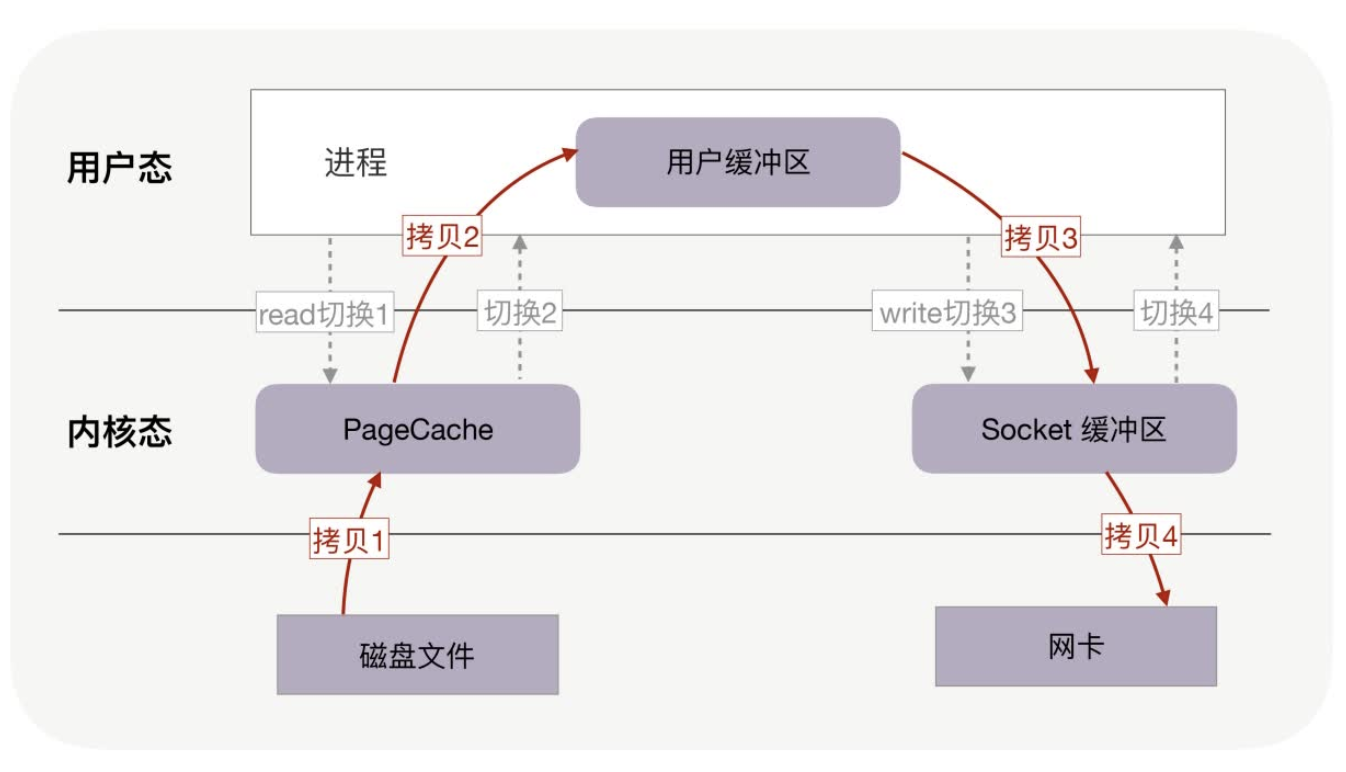 用户态
进程
用户缓冲区
拷贝2
拷贝3
read切换1
切换2
write切换3
切换4
内核态
PageCache
Socket 缓冲区
拷贝1
拷贝4
磁盘文件
网卡